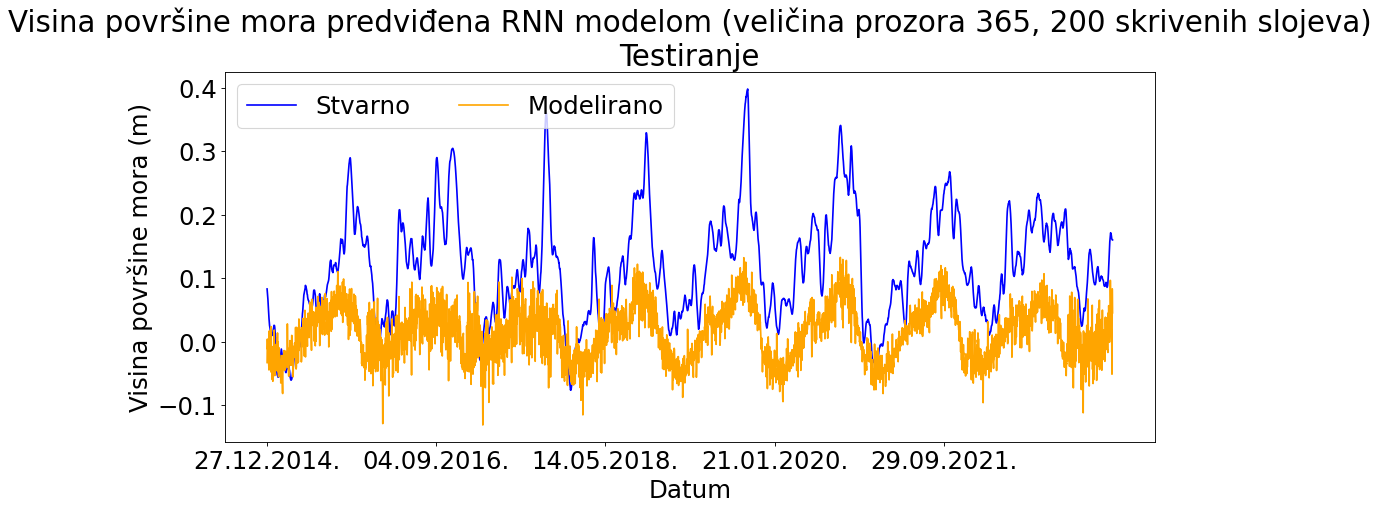 Visina površine mora predviđena RNN modelom (veličina prozora 365, 200 skrivenih slojeva)
Testiranje
Stvarno
Modelirano
Visina površine mora (m)
0.4
0.3
0.2
0.1
0.0
−0.1
27.12.2014.
04.09.2016.
14.05.2018.
21.01.2020.
29.09.2021.
Datum